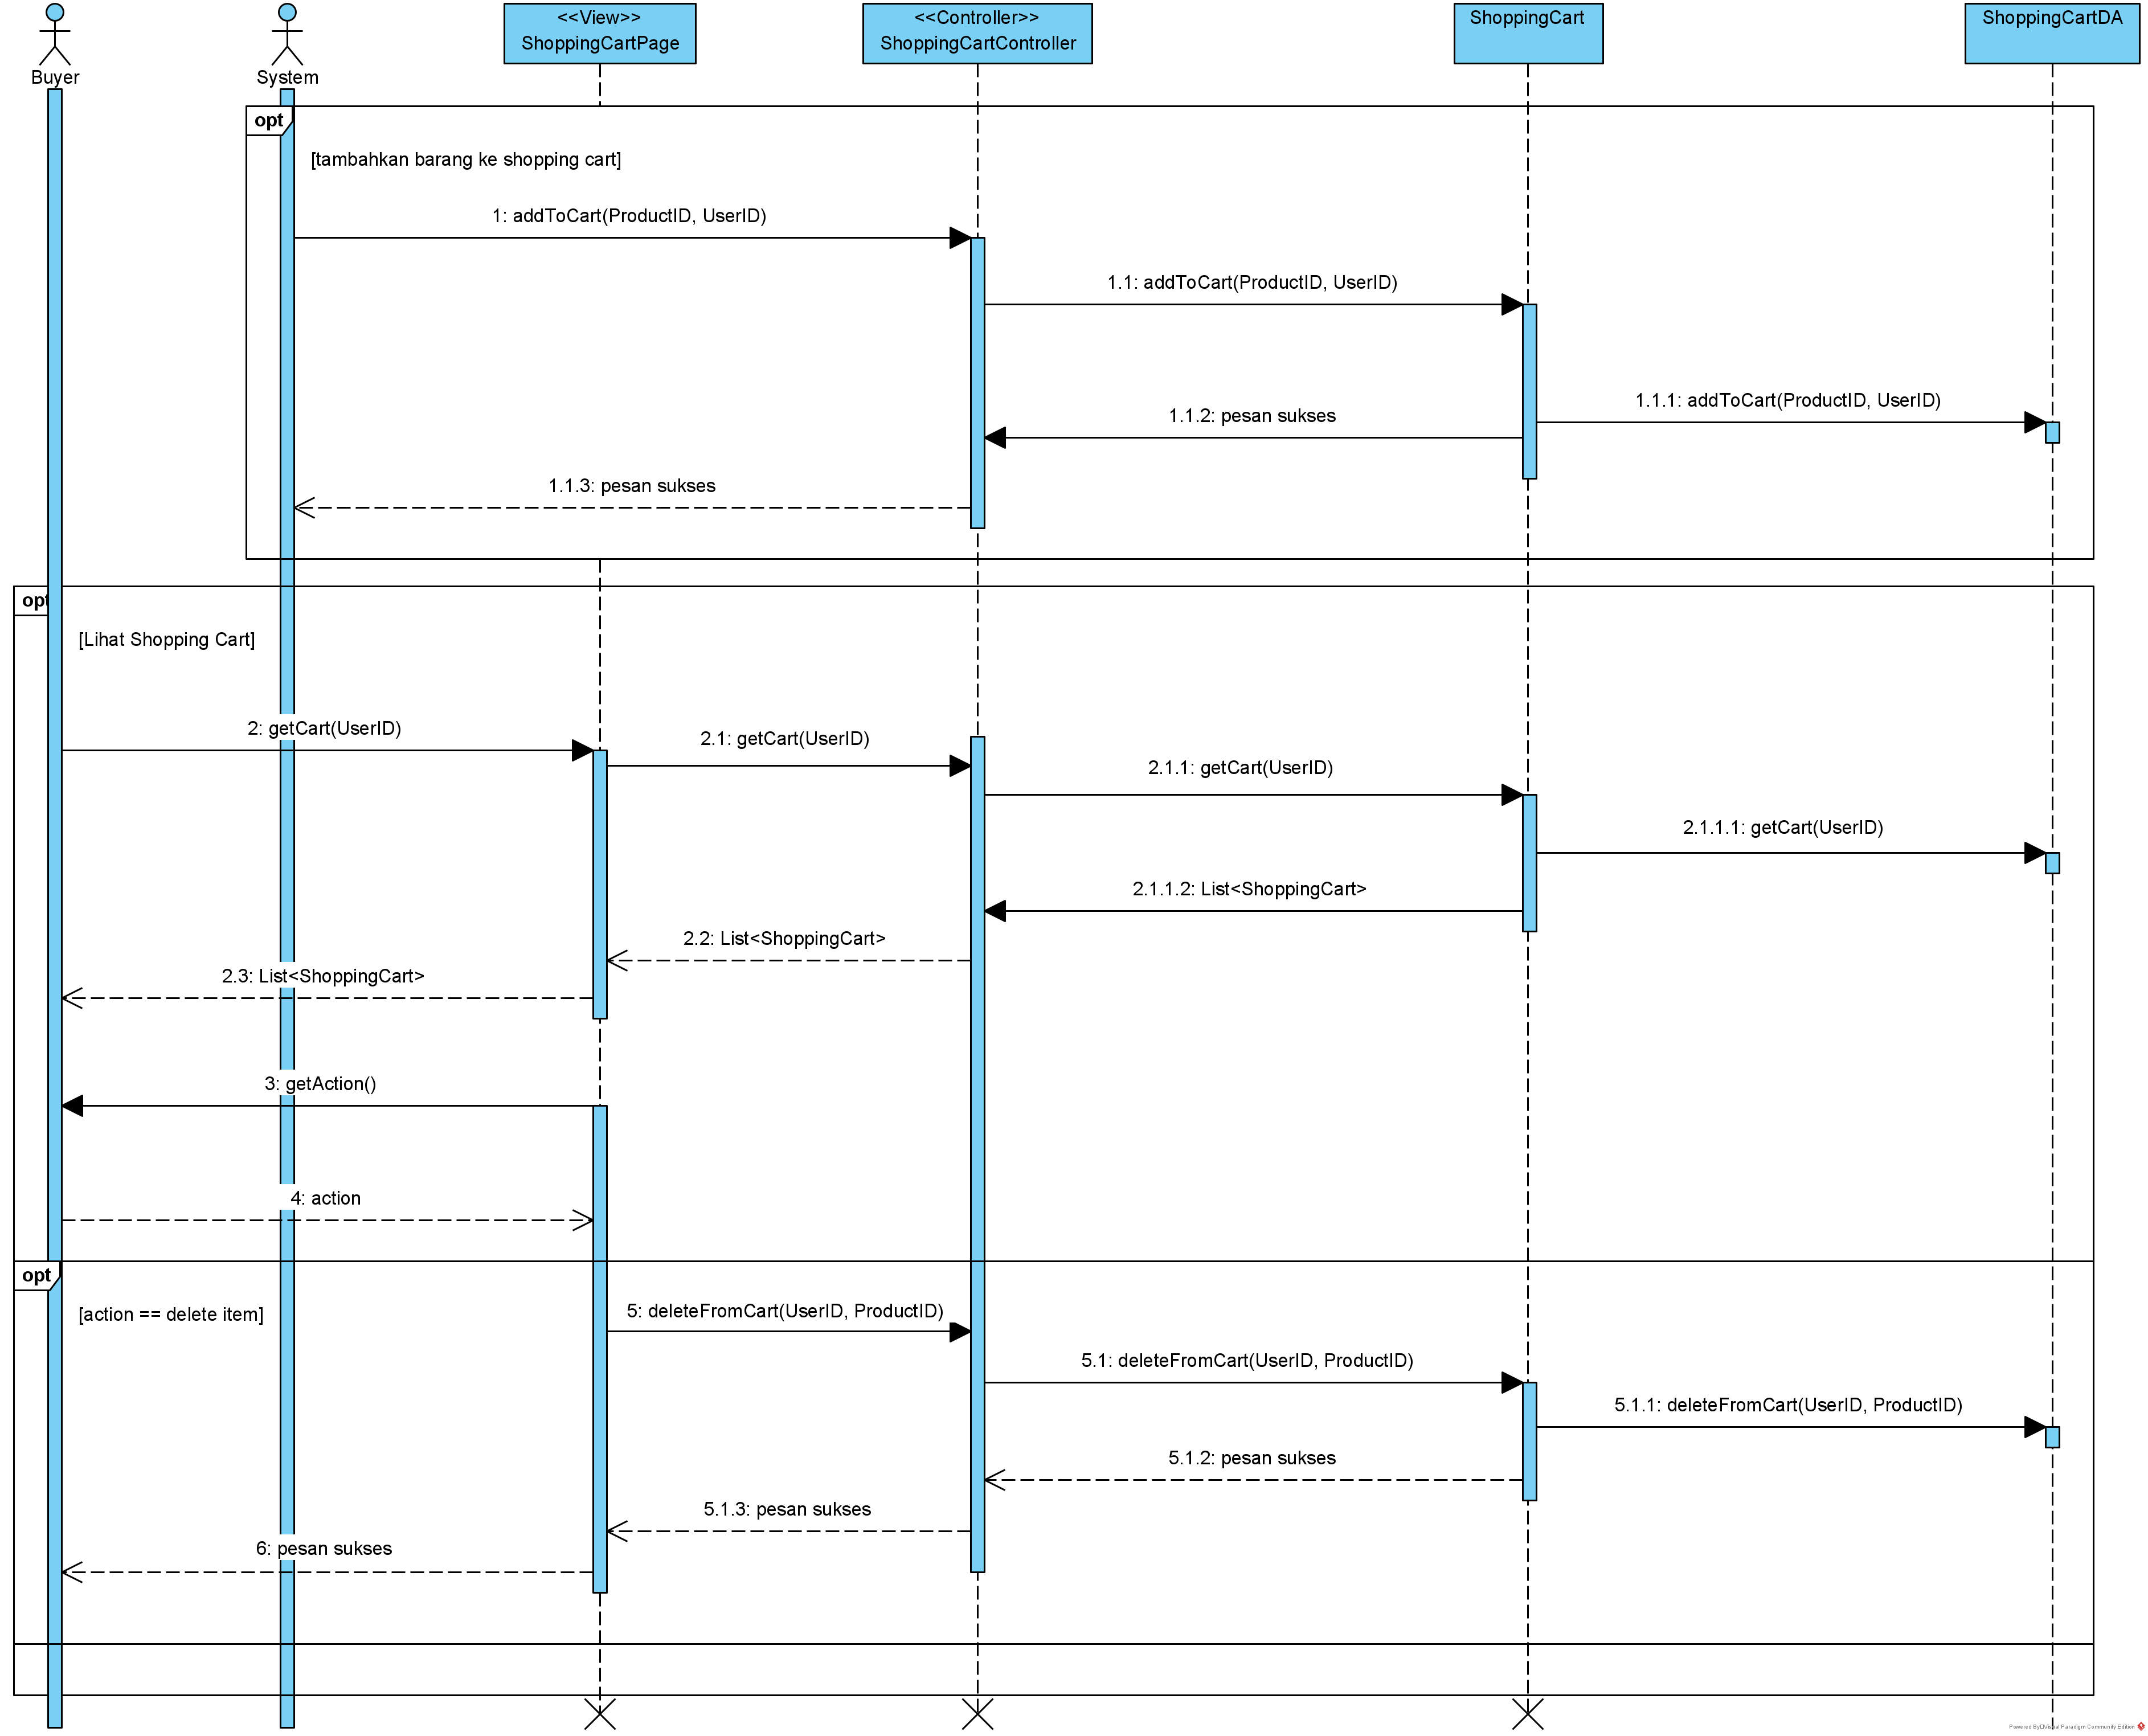 Buyer
System
<<View>>
ShoppingCartPage
<<Controller>>
ShoppingCartController
ShoppingCart
ShoppingCartDA
opt
[tambahkan barang ke shopping cart]
1: addToCart(ProductID, UserID)
1.1: addToCart(ProductID, UserID)
1.1.1: addToCart(ProductID, UserID)
1.1.2: pesan sukses
1.1.3: pesan sukses
opt
[Lihat Shopping Cart]
2: getCart(UserID)
2.1: getCart(UserID)
2.1.1: getCart(UserID)
2.1.1.1: getCart(UserID)
2.1.1.2: List<ShoppingCart>
2.2: List<ShoppingCart>
2.3: List<ShoppingCart>
3: getAction()
4: action
opt
[action == delete item]
5: deleteFromCart(UserID, ProductID)
5.1: deleteFromCart(UserID, ProductID)
5.1.1: deleteFromCart(UserID, ProductID)
5.1.2: pesan sukses
5.1.3: pesan sukses
6: pesan sukses
Paradigm Community Edition